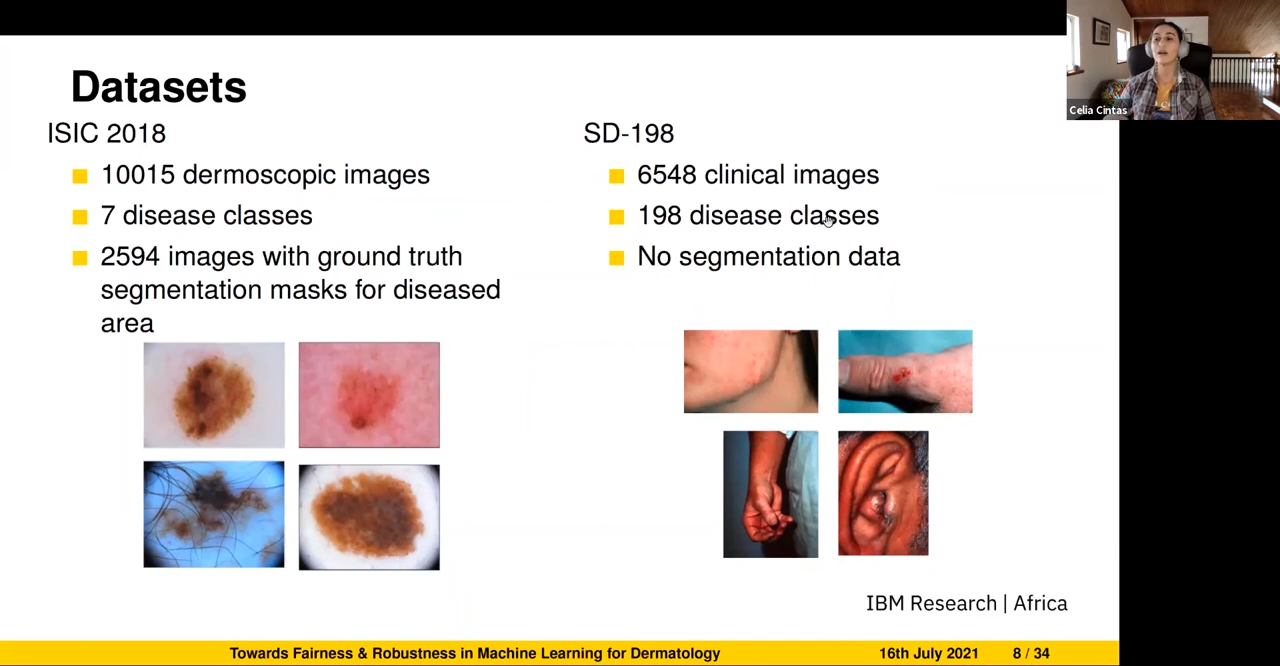 Datasets
ISIC 2018
10015 dermoscopic images
7 disease classes
2594 images with ground truth
segmentation masks for diseased
area
SD-198
6548 clinical images
198 disease classes
No segmentation data
IBM Research | Africa
Towards Fairness & Robustness in Machine Learning for Dermatology
16th July 2021
8 / 34
Celia Cintas